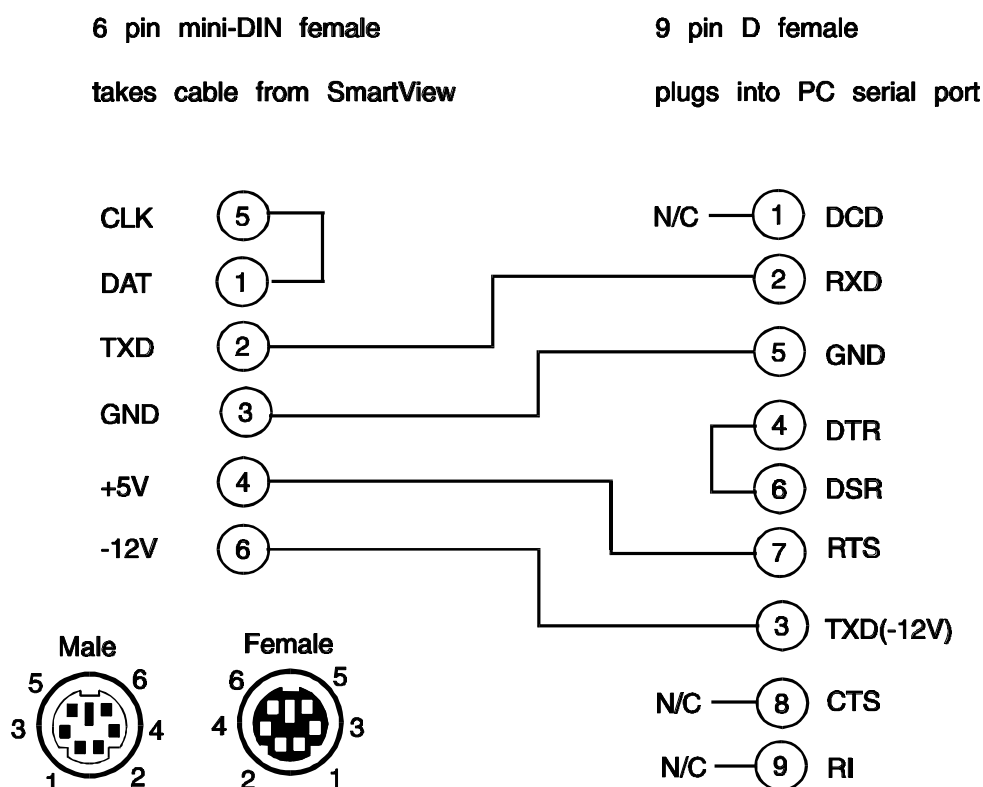 6 pin mini-DIN female
9 pin D female
takes cable from SmartView
plugs into PC serial port
CLK 5
N/C 1 DCD
DAT 1
2 RXD
TXD 2
5 GND
GND 3
4 DTR
+5V 4
6 DSR
-12V 6
7 RTS
3 TXD(-12V)
Male
Female
5 6
6 5
3 4
4 3
1 2
2 1
N/C 8 CTS
N/C 9 RI